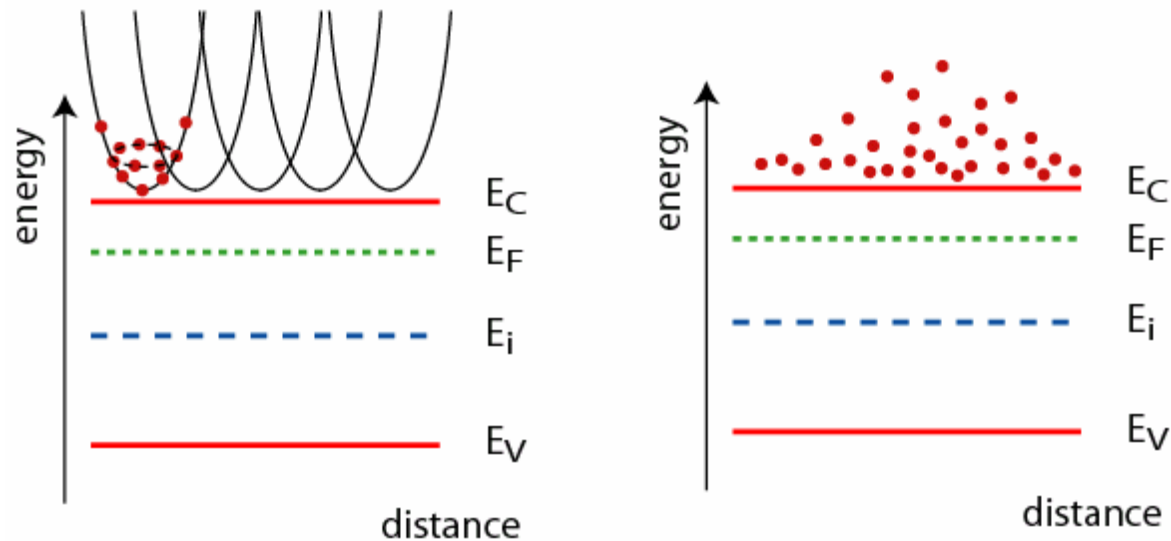 energy
E_C
E_F
E_i
E_V
distance
energy
E_C
E_F
E_i
E_V
distance